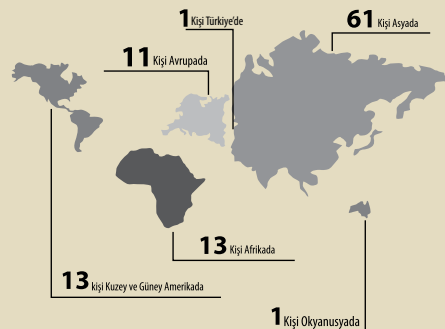 1 Kişi Türkiye'de
61 Kişi Asyada
11 Kişi Avrupada
13 Kişi Afrikada
13 kişi Kuzey ve Güney Amerikada
1 Kişi Okyanusyada